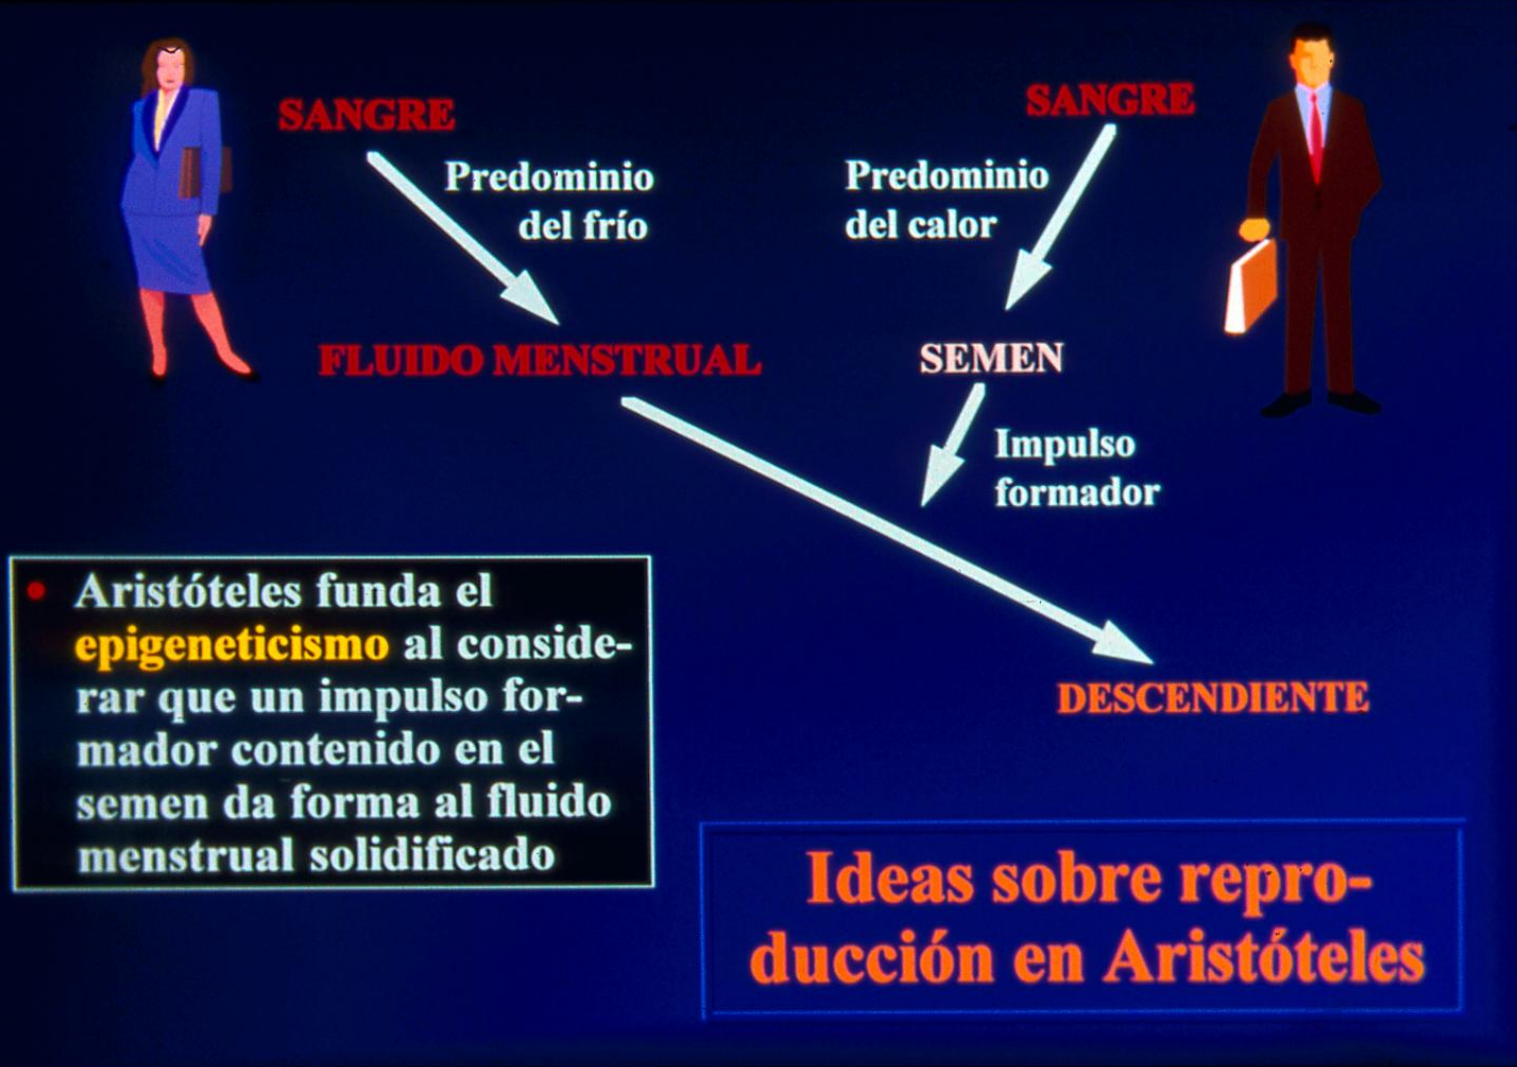 SANGRE
SANGRE
Predominio
del frío
Predominio
del calor
FLUIDO MENSTRUAL
SEMEN
Impulso
formador
• Aristóteles funda el
epigeneticismo al conside-
rar que un impulso for-
mador contenido en el
semen da forma al fluido
menstrual solidificado
DESCENDIENTE
Ideas sobre repro-
ducción en Aristóteles